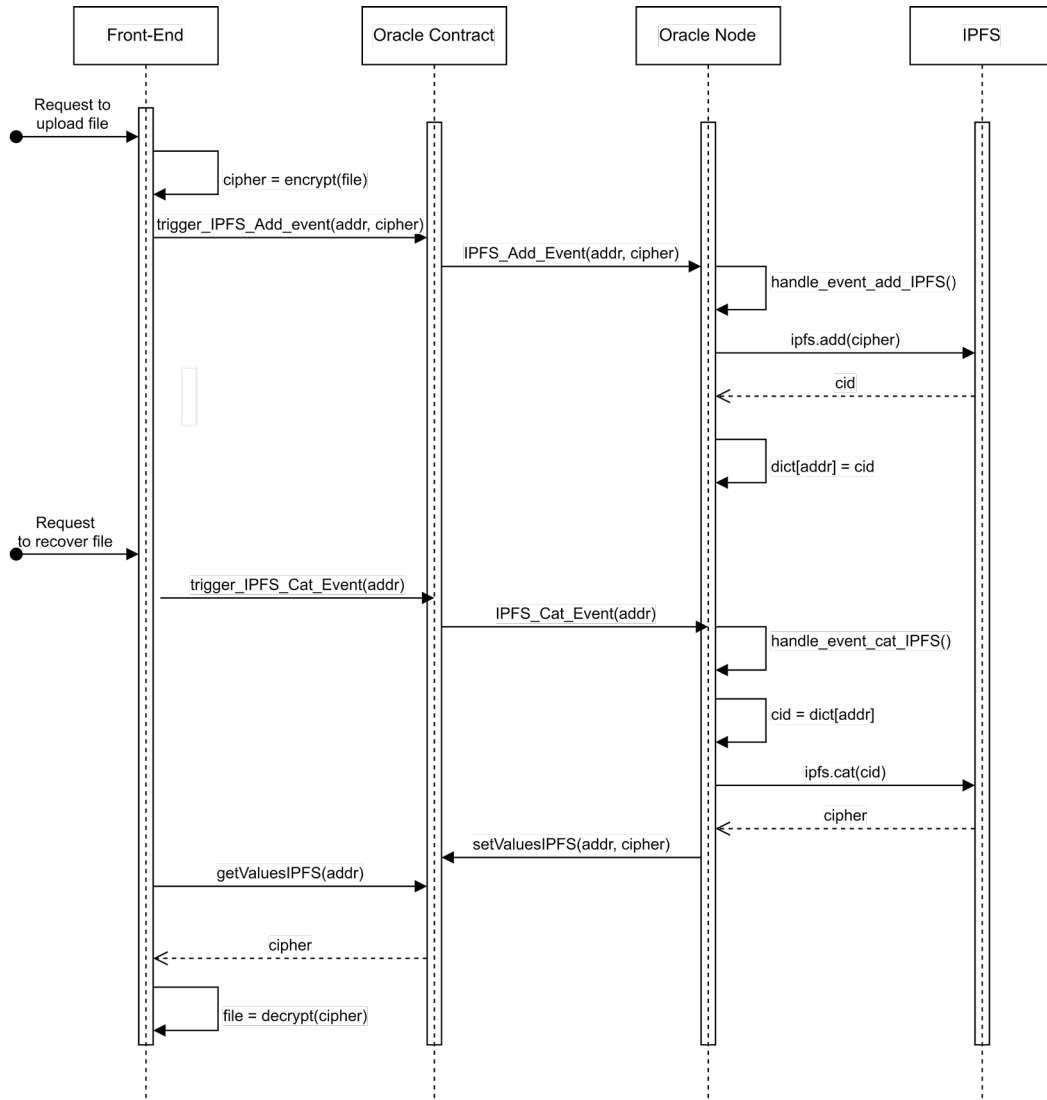 Front-End
Oracle Contract
Oracle Node
IPFS
Request to
upload file
cipher = encrypt(file)
trigger_IPFS_Add_event(addr, cipher)
IPFS_Add_Event(addr, cipher)
handle_event_add_IPFS()
ipfs.add(cipher)
cid
dict[addr] = cid
Request
to recover file
trigger_IPFS_Cat_Event(addr)
IPFS_Cat_Event(addr)
handle_event_cat_IPFS()
cid = dict[addr]
ipfs.cat(cid)
cipher
setValuesIPFS(addr, cipher)
getValuesIPFS(addr)
cipher
file = decrypt(cipher)